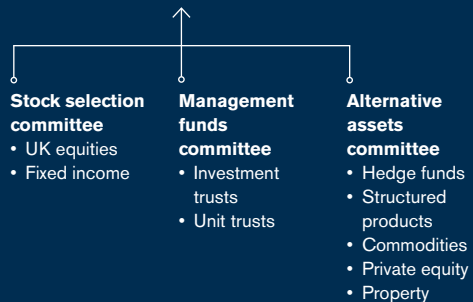 Stock selection
committee
• UK equities
• Fixed income
Management
funds
committee
• Investment
trusts
• Unit trusts
Alternative
assets
committee
• Hedge funds
• Structured
products
• Commodities
• Private equity
• Property